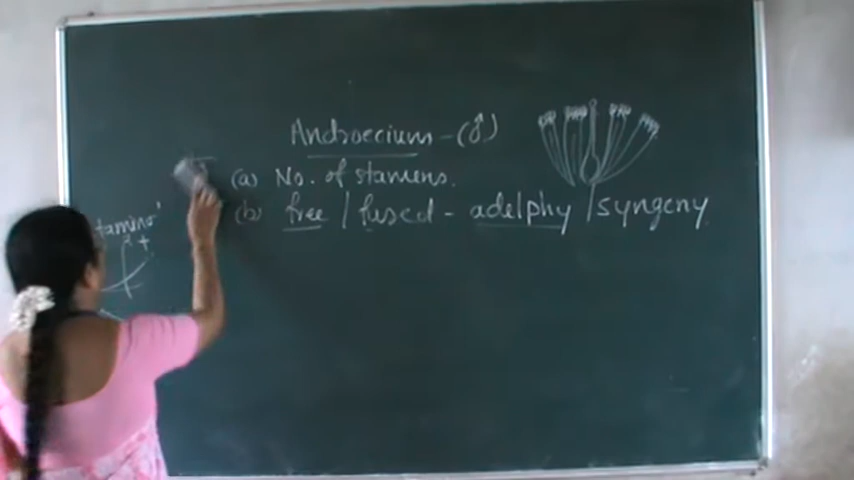 Androecium - (♂)
(a) No. of stamens.
(b) free / fused - adelphy / syngeny